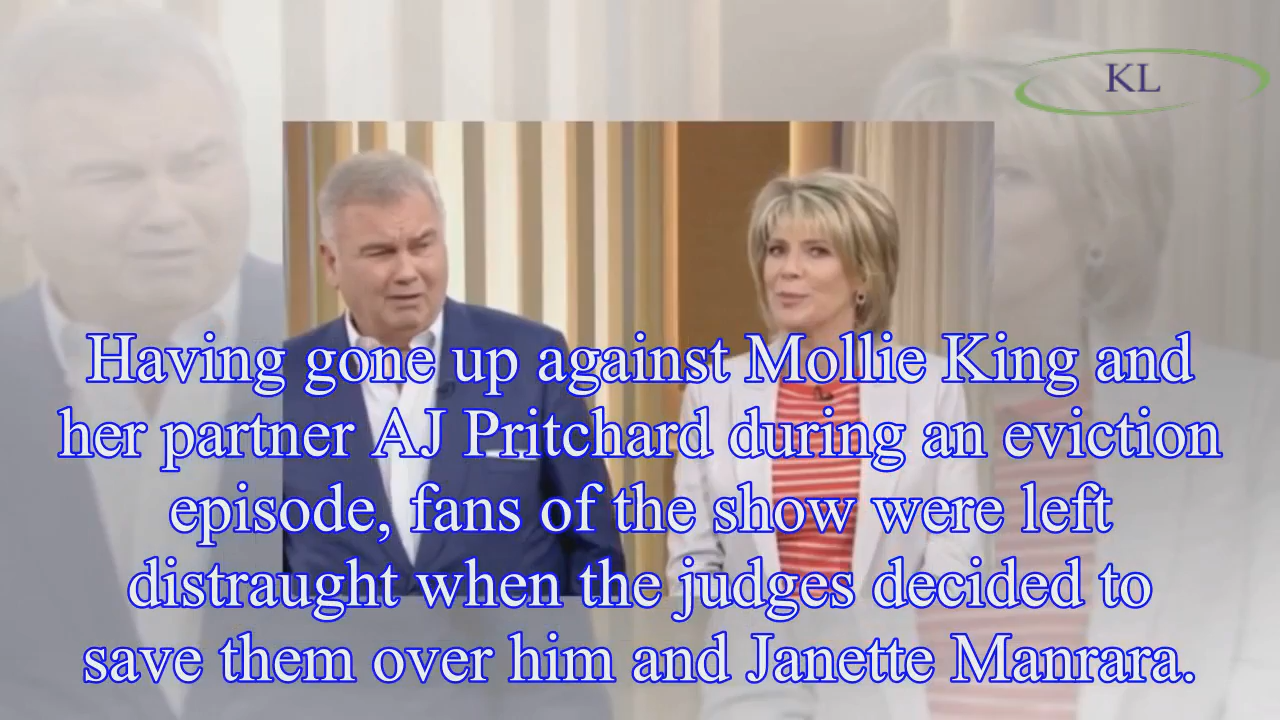 KL
Having gone up against Mollie King and
her partner AJ Pritchard during an eviction
episode, fans of the show were left
distraught when the judges decided to
save them over him and Janette Manrara.